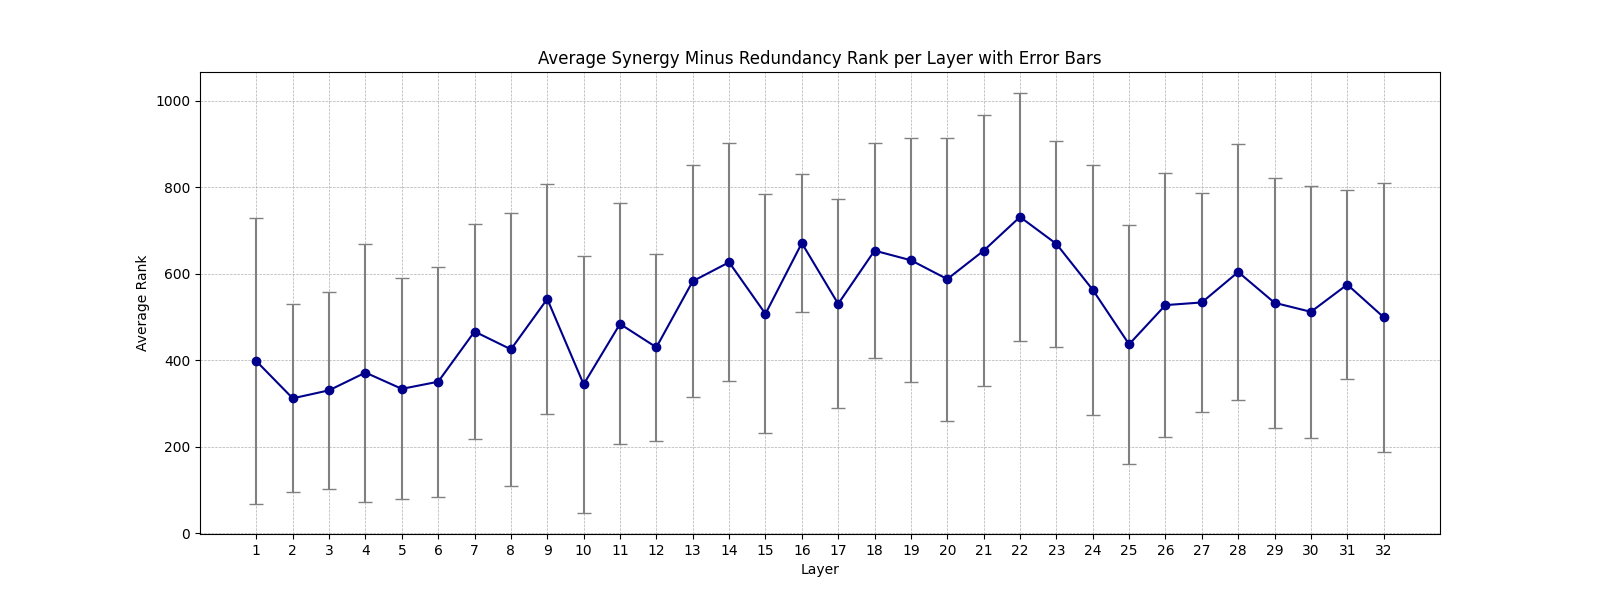 Average Synergy Minus Redundancy Rank per Layer with Error Bars
Average Rank
1000
800
600
400
200
0
1 2 3 4 5 6 7 8 9 10 11 12 13 14 15 16 17 18 19 20 21 22 23 24 25 26 27 28 29 30 31 32
Layer